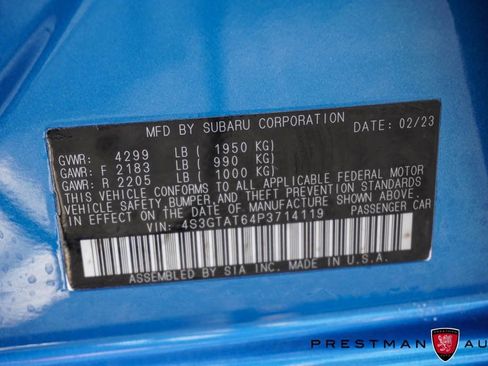 MFD BY SUBARU CORPORATION DATE: 02/23
GVWR: 4299 LB ( 1950 KG)
GAWR: F 2183 LB ( 990 KG)
GAWR: R 2205 LB ( 1000 KG)
THIS VEHICLE CONFORMS TO ALL APPLICABLE FEDERAL MOTOR
VEHICLE SAFETY,BUMPER,AND THEFT PREVENTION STANDARDS
IN EFFECT ON THE DATE OF MANUFACTURE SHOWN ABOVE.
VIN: 4S3GTAT64P3714119 PASSENGER CAR
ASSEMBLED BY SIA INC. MADE IN U.S.A.
PRESTMAN AU